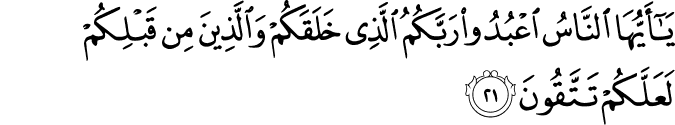 يَـٰٓأَيُّهَا ٱلنَّاسُ ٱعْبُدُوا۟ رَبَّكُمُ ٱلَّذِى خَلَقَكُمْ وَٱلَّذِينَ مِن قَبْلِكُمْ
لَعَلَّكُمْ تَتَّقُونَ ٢١